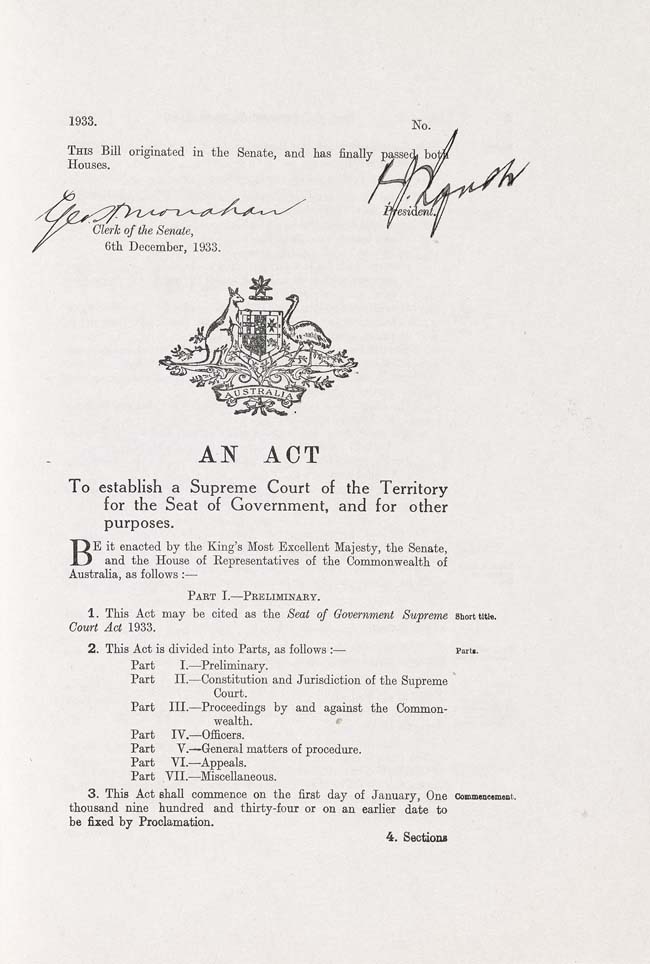 1933.
No.
THIS Bill originated in the Senate, and has finally passed both
Houses.
Geo. H. Monahan
President.
Clerk of the Senate,
6th December, 1933.
AUSTRALIA
AN ACT
To establish a Supreme Court of the Territory
for the Seat of Government, and for other
purposes.
BE it enacted by the King's Most Excellent Majesty, the Senate,
and the House of Representatives of the Commonwealth of
Australia, as follows :—
PART I.—PRELIMINARY.
1. This Act may be cited as the Seat of Government Supreme Short title.
Court Act 1933.
2. This Act is divided into Parts, as follows :— Parts.
Part I.—Preliminary.
Part II.—Constitution and Jurisdiction of the Supreme
Court.
Part III.—Proceedings by and against the Common-
wealth.
Part IV.—Officers.
Part V.—General matters of procedure.
Part VI.—Appeals.
Part VII.—Miscellaneous.
3. This Act shall commence on the first day of January, One Commencement.
thousand nine hundred and thirty-four or on an earlier date to
be fixed by Proclamation.
4. Sections